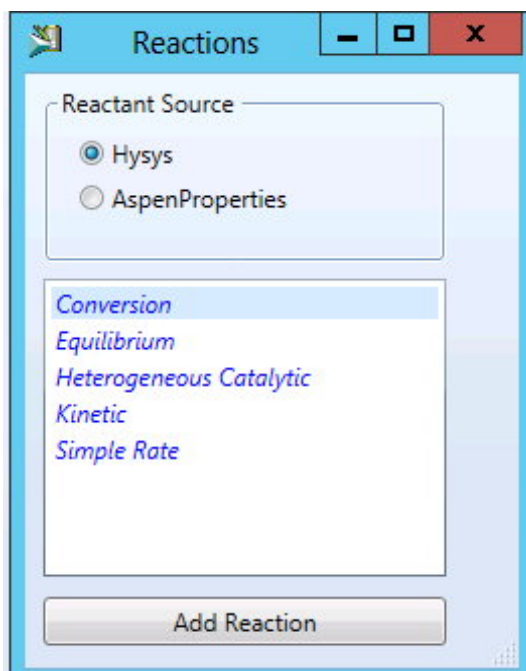 Reactions
Reactant Source
Hysys
AspenProperties
Conversion
Equilibrium
Heterogeneous Catalytic
Kinetic
Simple Rate
Add Reaction